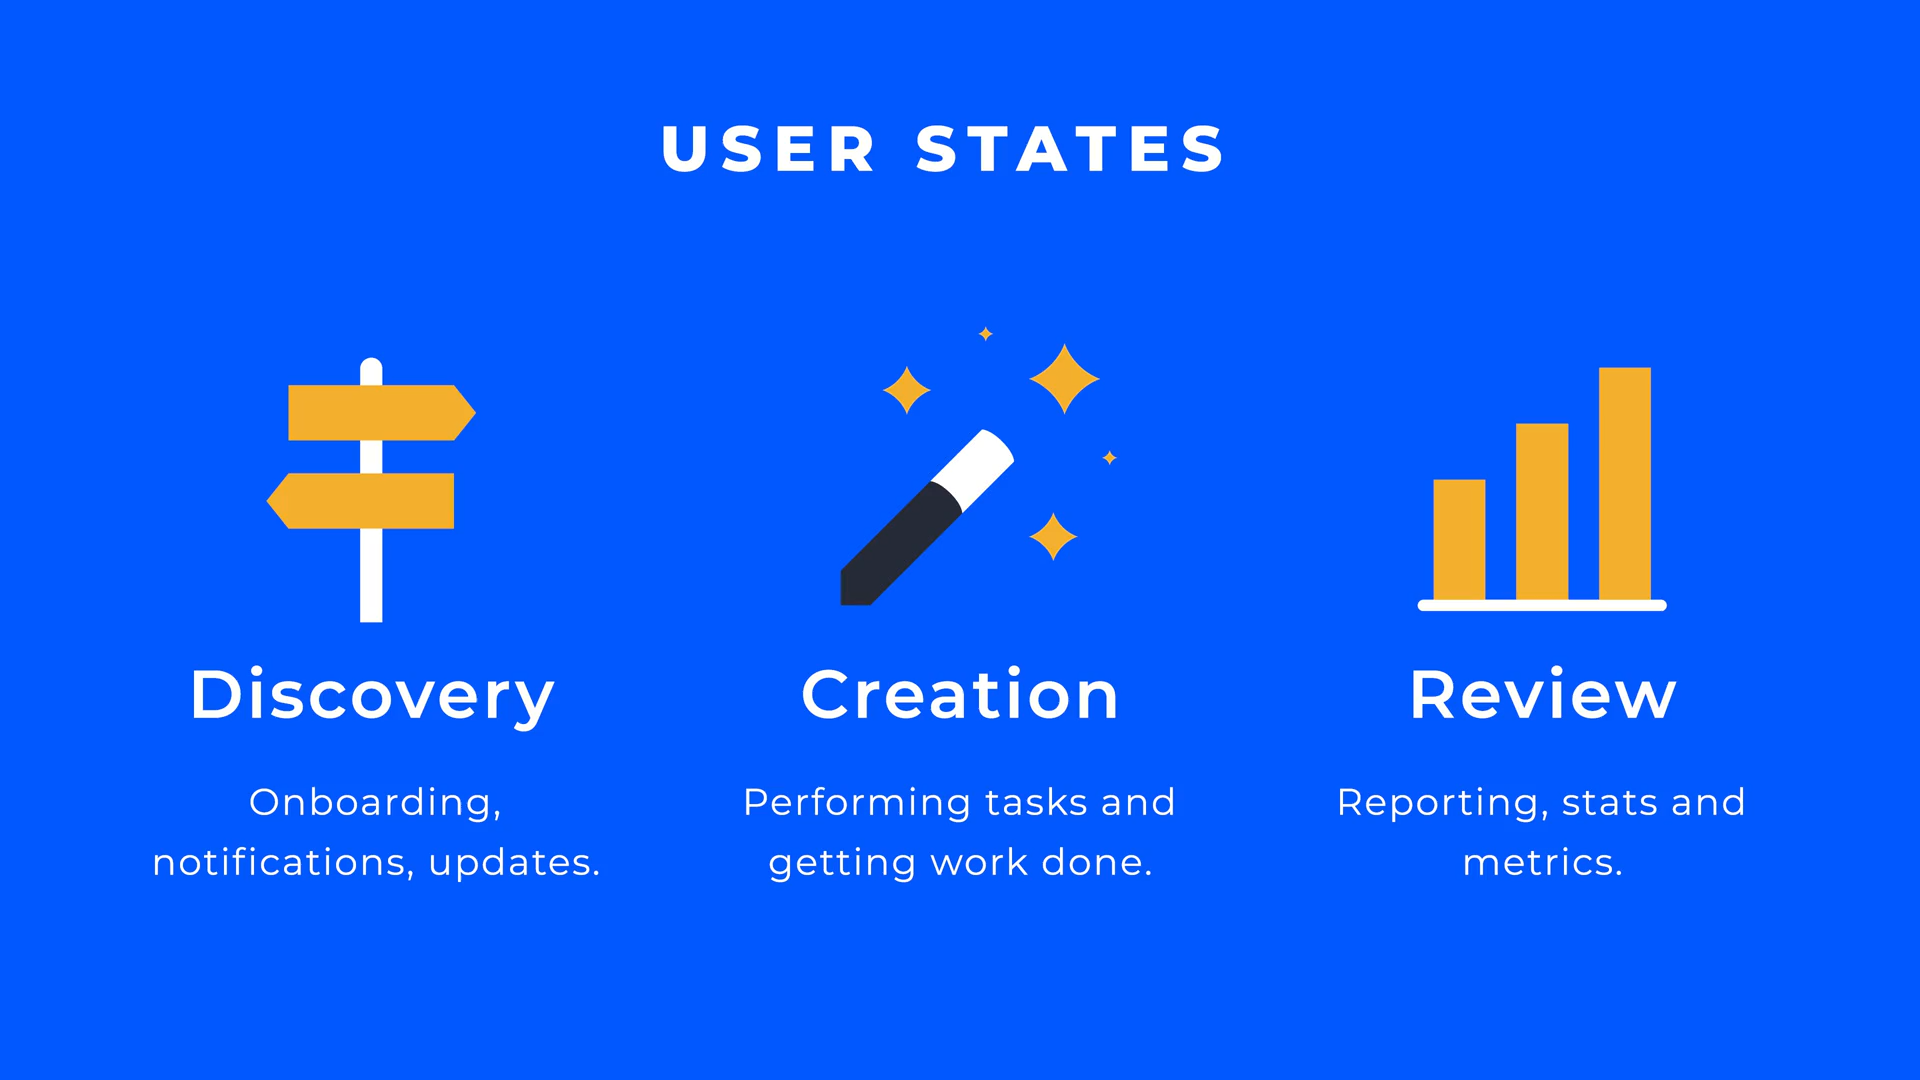 USER STATES
Discovery
Onboarding,
notifications, updates.
Creation
Performing tasks and
getting work done.
Review
Reporting, stats and
metrics.